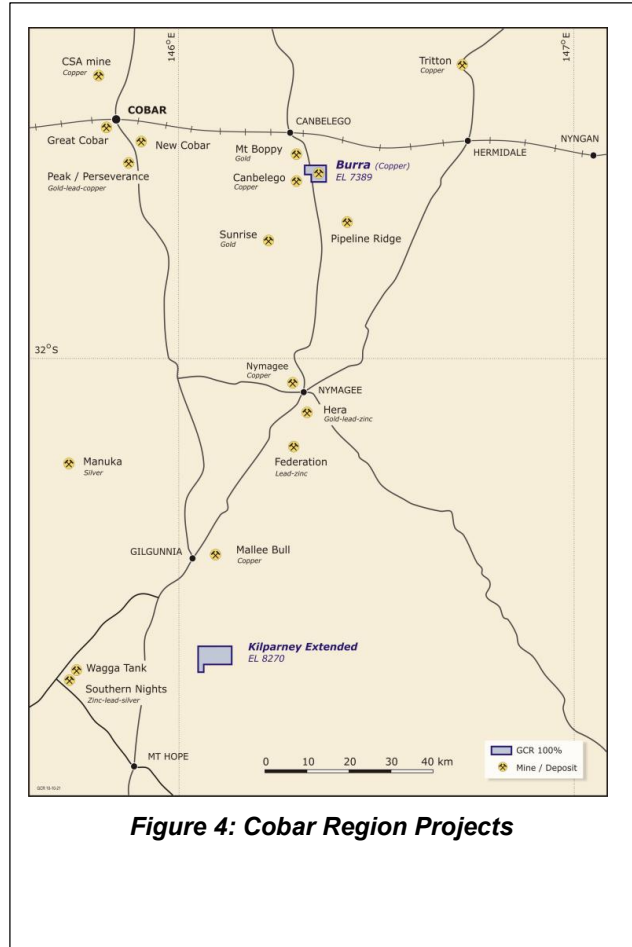 146°E
147°E
CSA mine
Copper
Tritton
Copper
COBAR
CANBELEGO
Great Cobar
New Cobar
Mt Boppy
Gold
HERMIDALE
NYNGAN
Peak / Perseverance
Gold-lead-copper
Canbelego
Copper
Burra (Copper)
EL 7389
Sunrise
Gold
Pipeline Ridge
32°S
Nymagee
Copper
NYMAGEE
Hera
Gold-lead-zinc
Manuka
Silver
Federation
Lead-zinc
GILGUNNIA
Mallee Bull
Copper
Kilparney Extended
EL 8270
Wagga Tank
Southern Nights
Zinc-lead-silver
MT HOPE
0 10 20 30 40 km
GCR 100%
Mine / Deposit
Figure 4: Cobar Region Projects